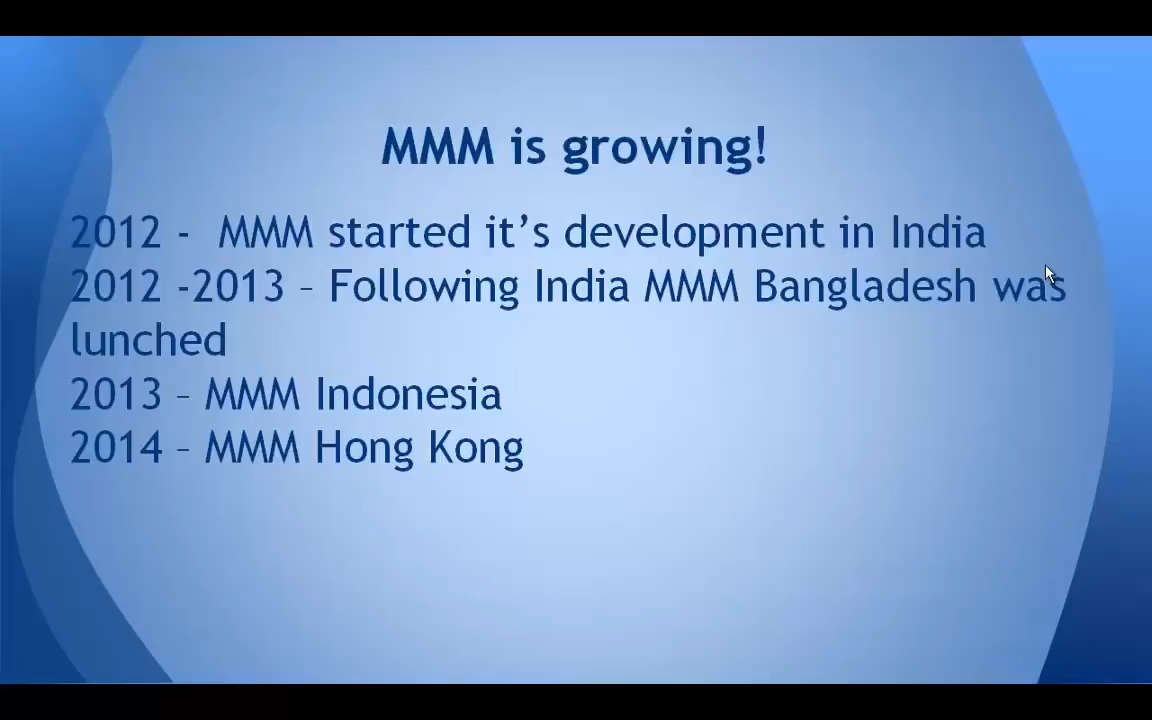 MMM is growing!
2012 -  MMM started it’s development in India
2012 -2013 – Following India MMM Bangladesh was
lunched
2013 – MMM Indonesia
2014 – MMM Hong Kong